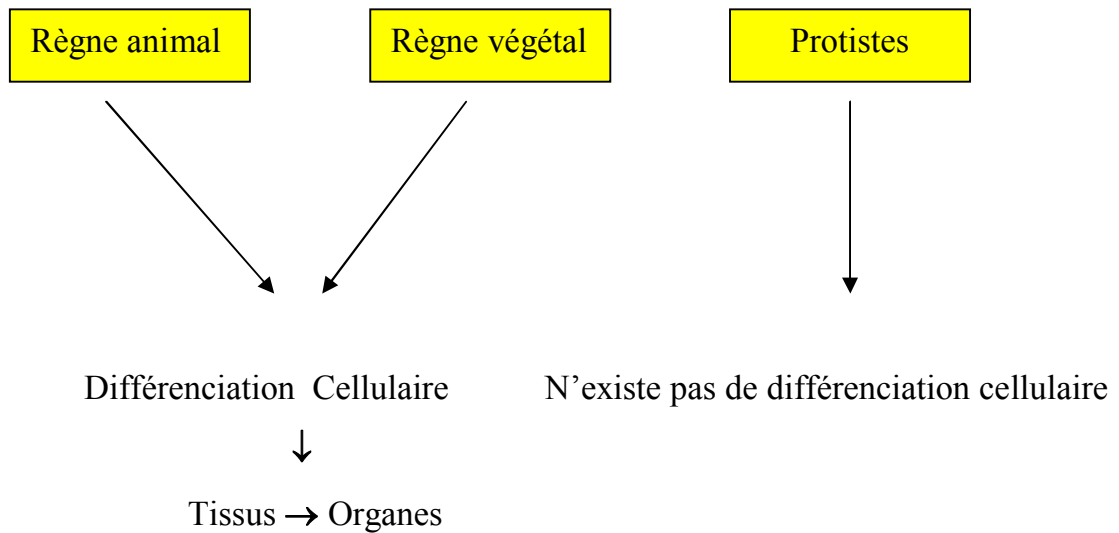 Règne animal
Règne végétal
Protistes
Différenciation Cellulaire
N’existe pas de différenciation cellulaire
↓
Tissus → Organes